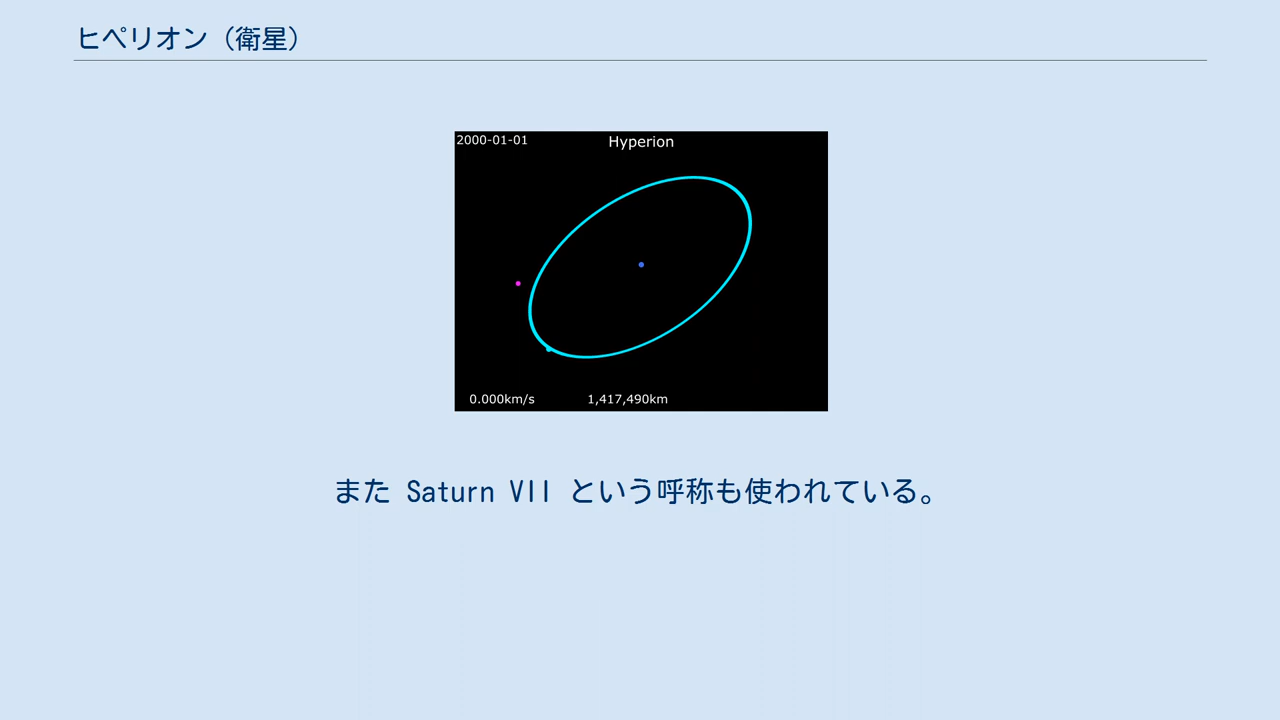 ヒペリオン（衛星）
2000-01-01
Hyperion
0.000km/s
1,417,490km
また Saturn VII という呼称も使われている。